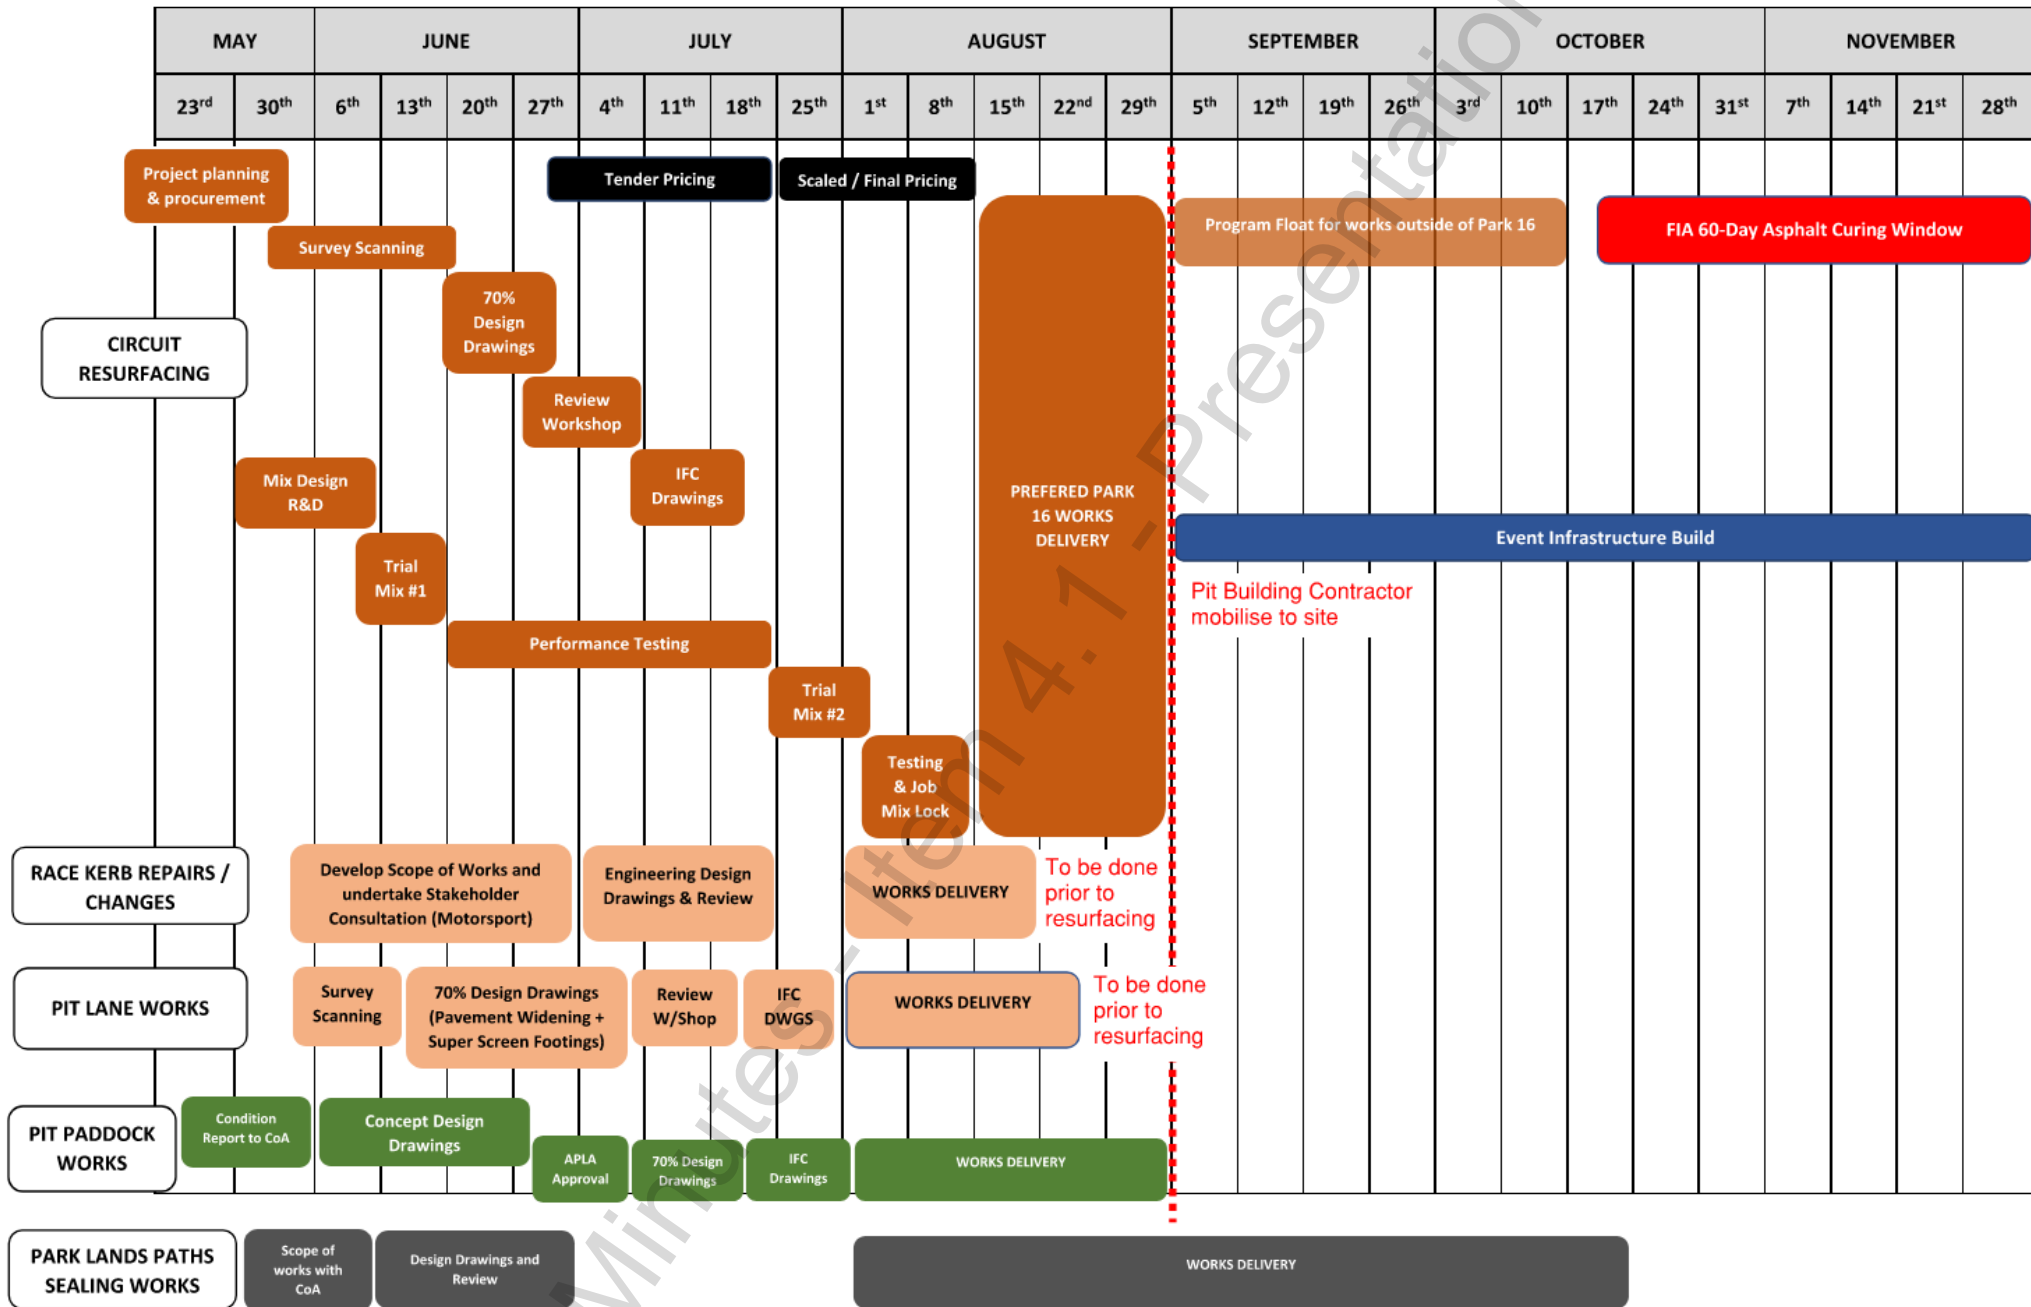 MAY JUNE JULY AUGUST SEPTEMBER OCTOBER NOVEMBER
23rd 30th 6th 13th 20th 27th 4th 11th 18th 25th 1st 8th 15th 22nd 29th 5th 12th 19th 26th 3rd 10th 17th 24th 31st 7th 14th 21st 28th
CIRCUIT
RESURFACING
Project planning
& procurement
Tender Pricing
Scaled / Final Pricing
Survey Scanning
Program Float for works outside of Park 16
FIA 60-Day Asphalt Curing Window
70%
Design
Drawings
Review
Workshop
IFC
Drawings
Mix Design
R&D
Trial
Mix #1
PREFERED PARK
16 WORKS
DELIVERY
Event Infrastructure Build
Pit Building Contractor
mobilise to site
Performance Testing
Trial
Mix #2
Testing
& Job
Mix Lock
RACE KERB REPAIRS /
CHANGES
Develop Scope of Works and
undertake Stakeholder
Consultation (Motorsport)
Engineering Design
Drawings & Review
WORKS DELIVERY
To be done
prior to
resurfacing
PIT LANE WORKS
Survey
Scanning
70% Design Drawings
(Pavement Widening +
Super Screen Footings)
Review
W/Shop
IFC
DWGS
WORKS DELIVERY
To be done
prior to
resurfacing
PIT PADDOCK
WORKS
Condition
Report to CoA
Concept Design
Drawings
APLA
Approval
70% Design
Drawings
IFC
Drawings
WORKS DELIVERY
PARK LANDS PATHS
SEALING WORKS
Scope of
works with
CoA
Design Drawings and
Review
WORKS DELIVERY
Minutes - Item 4.1 - Presentation